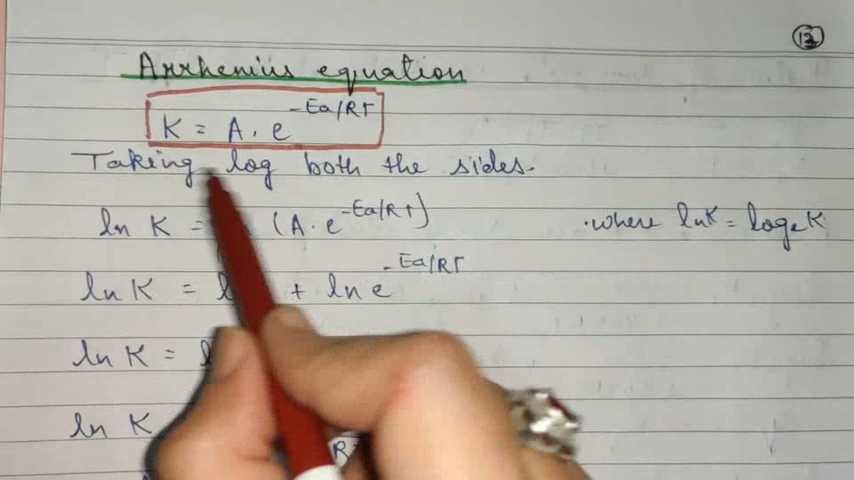 12
Arrhenius equation
K = A. e^-Ea/RT
Taking log both the sides.
ln K = (A. e^-Ea/RT) .where lnK = logeK
ln K = + ln e^-Ea/RT
ln K =
ln K